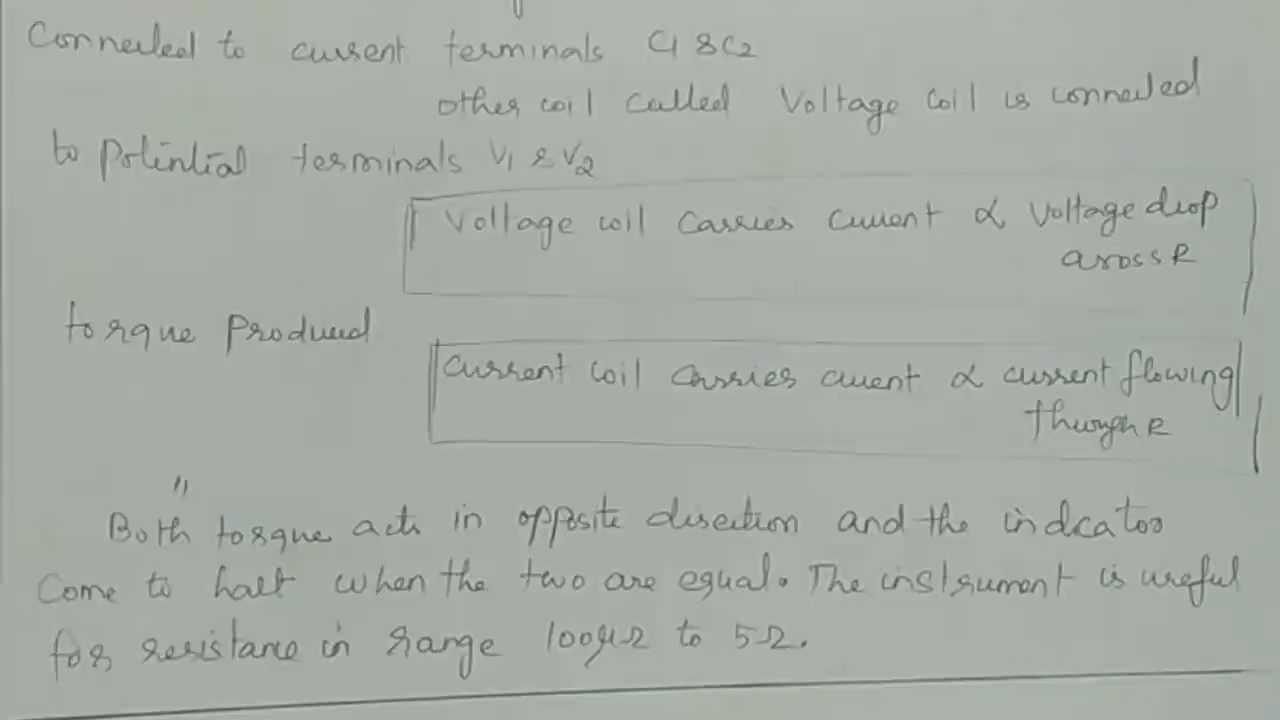 Connected to current terminals C1 & C2
other coil called Voltage coil is connected
to potential terminals V1 & V2
Voltage coil carries current ∝ voltage drop
across R
torque Produced
current coil carries current ∝ current flowing
through R
"
Both torque acts in opposite direction and the indicator
Come to halt when the two are equal. The instrument is useful
for resistance in range 100μΩ to 5Ω.